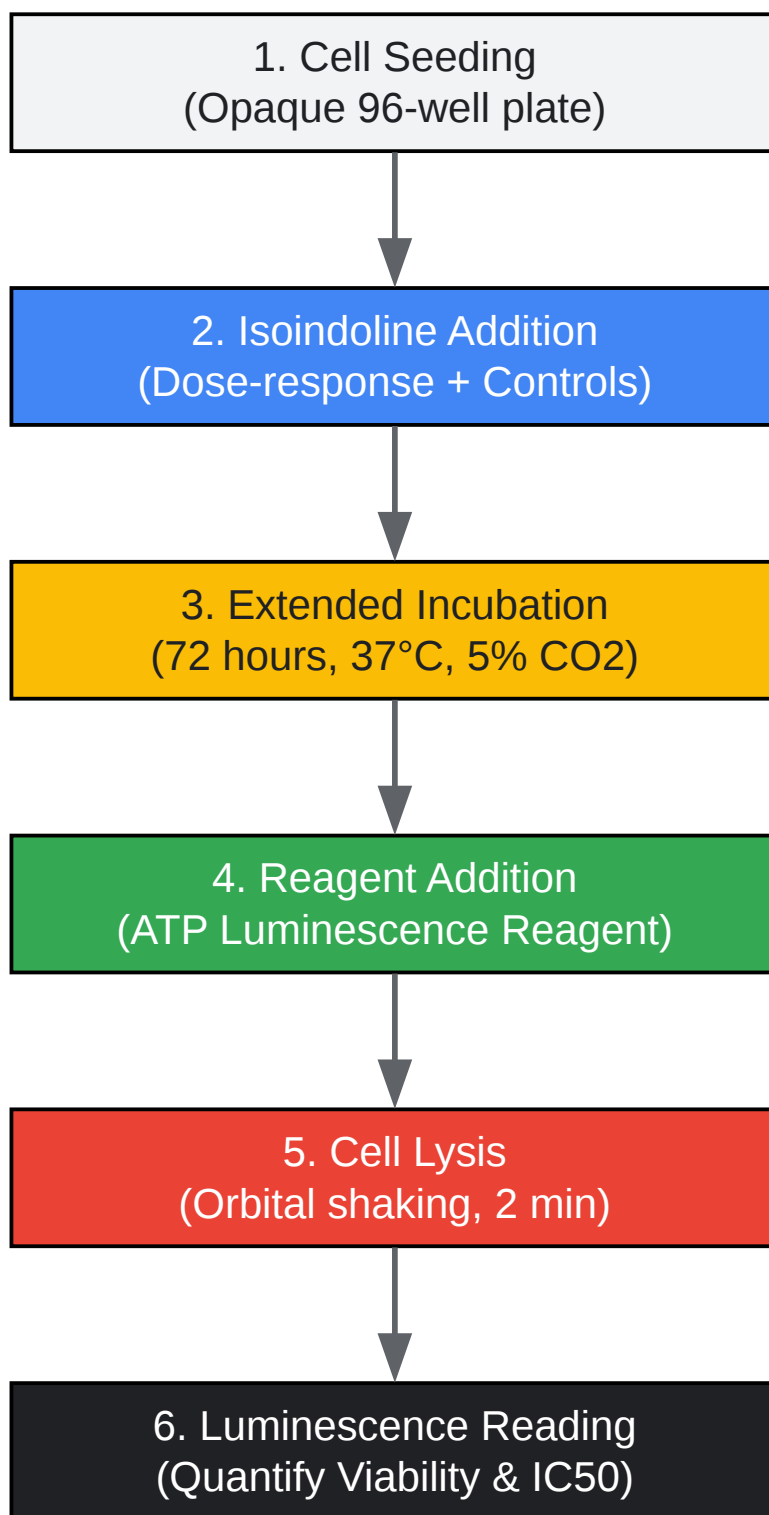 1. Cell Seeding
(Opaque 96-well plate)
2. Isoindoline Addition
(Dose-response + Controls)
3. Extended Incubation
(72 hours, 37°C, 5% CO2)
4. Reagent Addition
(ATP Luminescence Reagent)
5. Cell Lysis
(Orbital shaking, 2 min)
6. Luminescence Reading
(Quantify Viability & IC50)